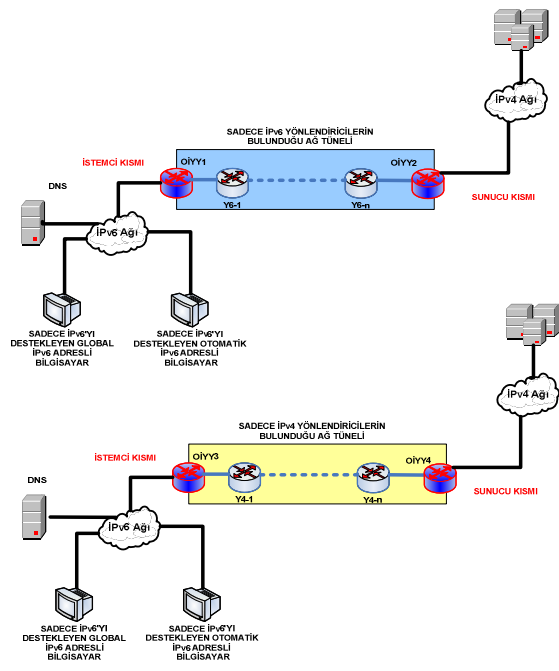 İPv4 Ağı
SADECE İPv6 YÖNLENDİRİCİLERİN
BULUNDUĞU AĞ TÜNELİ
İSTEMCİ KISMI
OİYY1
OİYY2
DNS
Y6-1
Y6-n
SUNUCU KISMI
İPv6 Ağı
SADECE İPv6'YI
DESTEKLEYEN GLOBAL
İPv6 ADRESLİ
BİLGİSAYAR
SADECE İPv6'YI
DESTEKLEYEN OTOMATİK
İPv6 ADRESLİ
BİLGİSAYAR
İPv4 Ağı
SADECE İPv4 YÖNLENDİRİCİLERİN
BULUNDUĞU AĞ TÜNELİ
İSTEMCİ KISMI
OİYY3
OİYY4
DNS
Y4-1
Y4-n
SUNUCU KISMI
İPv6 Ağı
SADECE İPv6'YI
DESTEKLEYEN GLOBAL
İPv6 ADRESLİ
BİLGİSAYAR
SADECE İPv6'YI
DESTEKLEYEN OTOMATİK
İPv6 ADRESLİ
BİLGİSAYAR